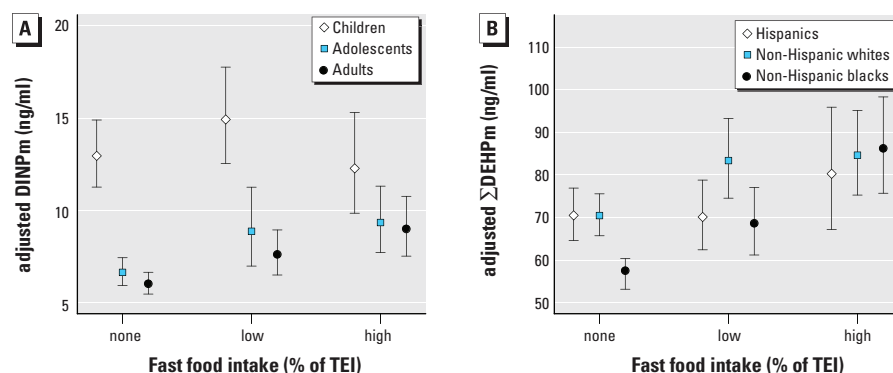 A
Children
Adolescents
Adults
adjusted DINPm (ng/ml)
20
15
10
5
none
low
high
Fast food intake (% of TEI)
B
Hispanics
Non-Hispanic whites
Non-Hispanic blacks
adjusted ∑DEHPm (ng/ml)
110
100
90
80
70
60
50
none
low
high
Fast food intake (% of TEI)